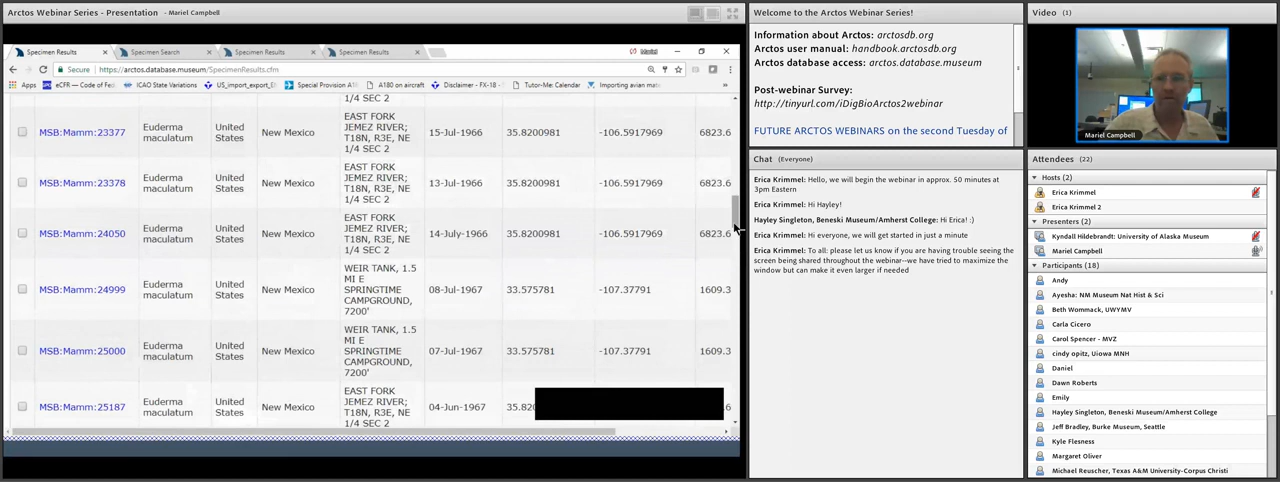 Arctos Webinar Series - Presentation - Mariel Campbell
Specimen Results
Specimen Search
Specimen Results
Specimen Results
Mariel
Secure https://arctos.database.museum/SpecimenResults.cfm
Apps eCFR — Code of Fed ICAO State Variations US_import_export_E Special Provision A1 A180 on aircraft Disclaimer - FX-18 - Tutor-Me: Calendar Importing avian mat »
1/4 SEC 2
MSB:Mamm:23377 Euderma maculatum United States New Mexico EAST FORK
JEMEZ RIVER;
T18N, R3E, NE
1/4 SEC 2
15-Jul-1966 35.8200981 -106.5917969 6823.6
MSB:Mamm:23378 Euderma maculatum United States New Mexico EAST FORK
JEMEZ RIVER;
T18N, R3E, NE
1/4 SEC 2
13-Jul-1966 35.8200981 -106.5917969 6823.6
MSB:Mamm:24050 Euderma maculatum United States New Mexico EAST FORK
JEMEZ RIVER;
T18N, R3E, NE
1/4 SEC 2
14-July-1966 35.8200981 -106.5917969 6823.6
MSB:Mamm:24999 Euderma maculatum United States New Mexico WEIR TANK, 1.5
MI E
SPRINGTIME
CAMPGROUND,
7200'
08-Jul-1967 33.575781 -107.37791 1609.3
MSB:Mamm:25000 Euderma maculatum United States New Mexico WEIR TANK, 1.5
MI E
SPRINGTIME
CAMPGROUND,
7200'
07-Jul-1967 33.575781 -107.37791 1609.3
MSB:Mamm:25187 Euderma maculatum United States New Mexico EAST FORK
JEMEZ RIVER;
T18N, R3E, NE
1/4 SEC 2
04-Jun-1967 35.820 .6
Welcome to the Arctos Webinar Series!
Information about Arctos: arctosdb.org
Arctos user manual: handbook.arctosdb.org
Arctos database access: arctos.database.museum
Post-webinar Survey:
http://tinyurl.com/iDigBioArctos2webinar
FUTURE ARCTOS WEBINARS on the second Tuesday of
Chat (Everyone)
Erica Krimmel: Hello, we will begin the webinar in approx. 50 minutes at
3pm Eastern
Erica Krimmel: Hi Hayley!
Hayley Singleton, Beneski Museum/Amherst College: Hi Erica! :)
Erica Krimmel: Hi everyone, we will get started in just a minute
Erica Krimmel: To all: please let us know if you are having trouble seeing the
screen being shared throughout the webinar--we have tried to maximize the
window but can make it even larger if needed
Video (1)
Mariel Campbell
Attendees (22)
Hosts (2)
Erica Krimmel
Erica Krimmel 2
Presenters (2)
Kyndall Hildebrandt: University of Alaska Museum
Mariel Campbell
Participants (18)
Andy
Ayesha: NM Museum Nat Hist & Sci
Beth Wommack, UWYMV
Carla Cicero
Carol Spencer - MVZ
cindy opitz, Uiowa MNH
Daniel
Dawn Roberts
Emily
Hayley Singleton, Beneski Museum/Amherst College
Jeff Bradley, Burke Museum, Seattle
Kyle Flesness
Margaret Oliver
Michael Reuscher, Texas A&M University-Corpus Christi